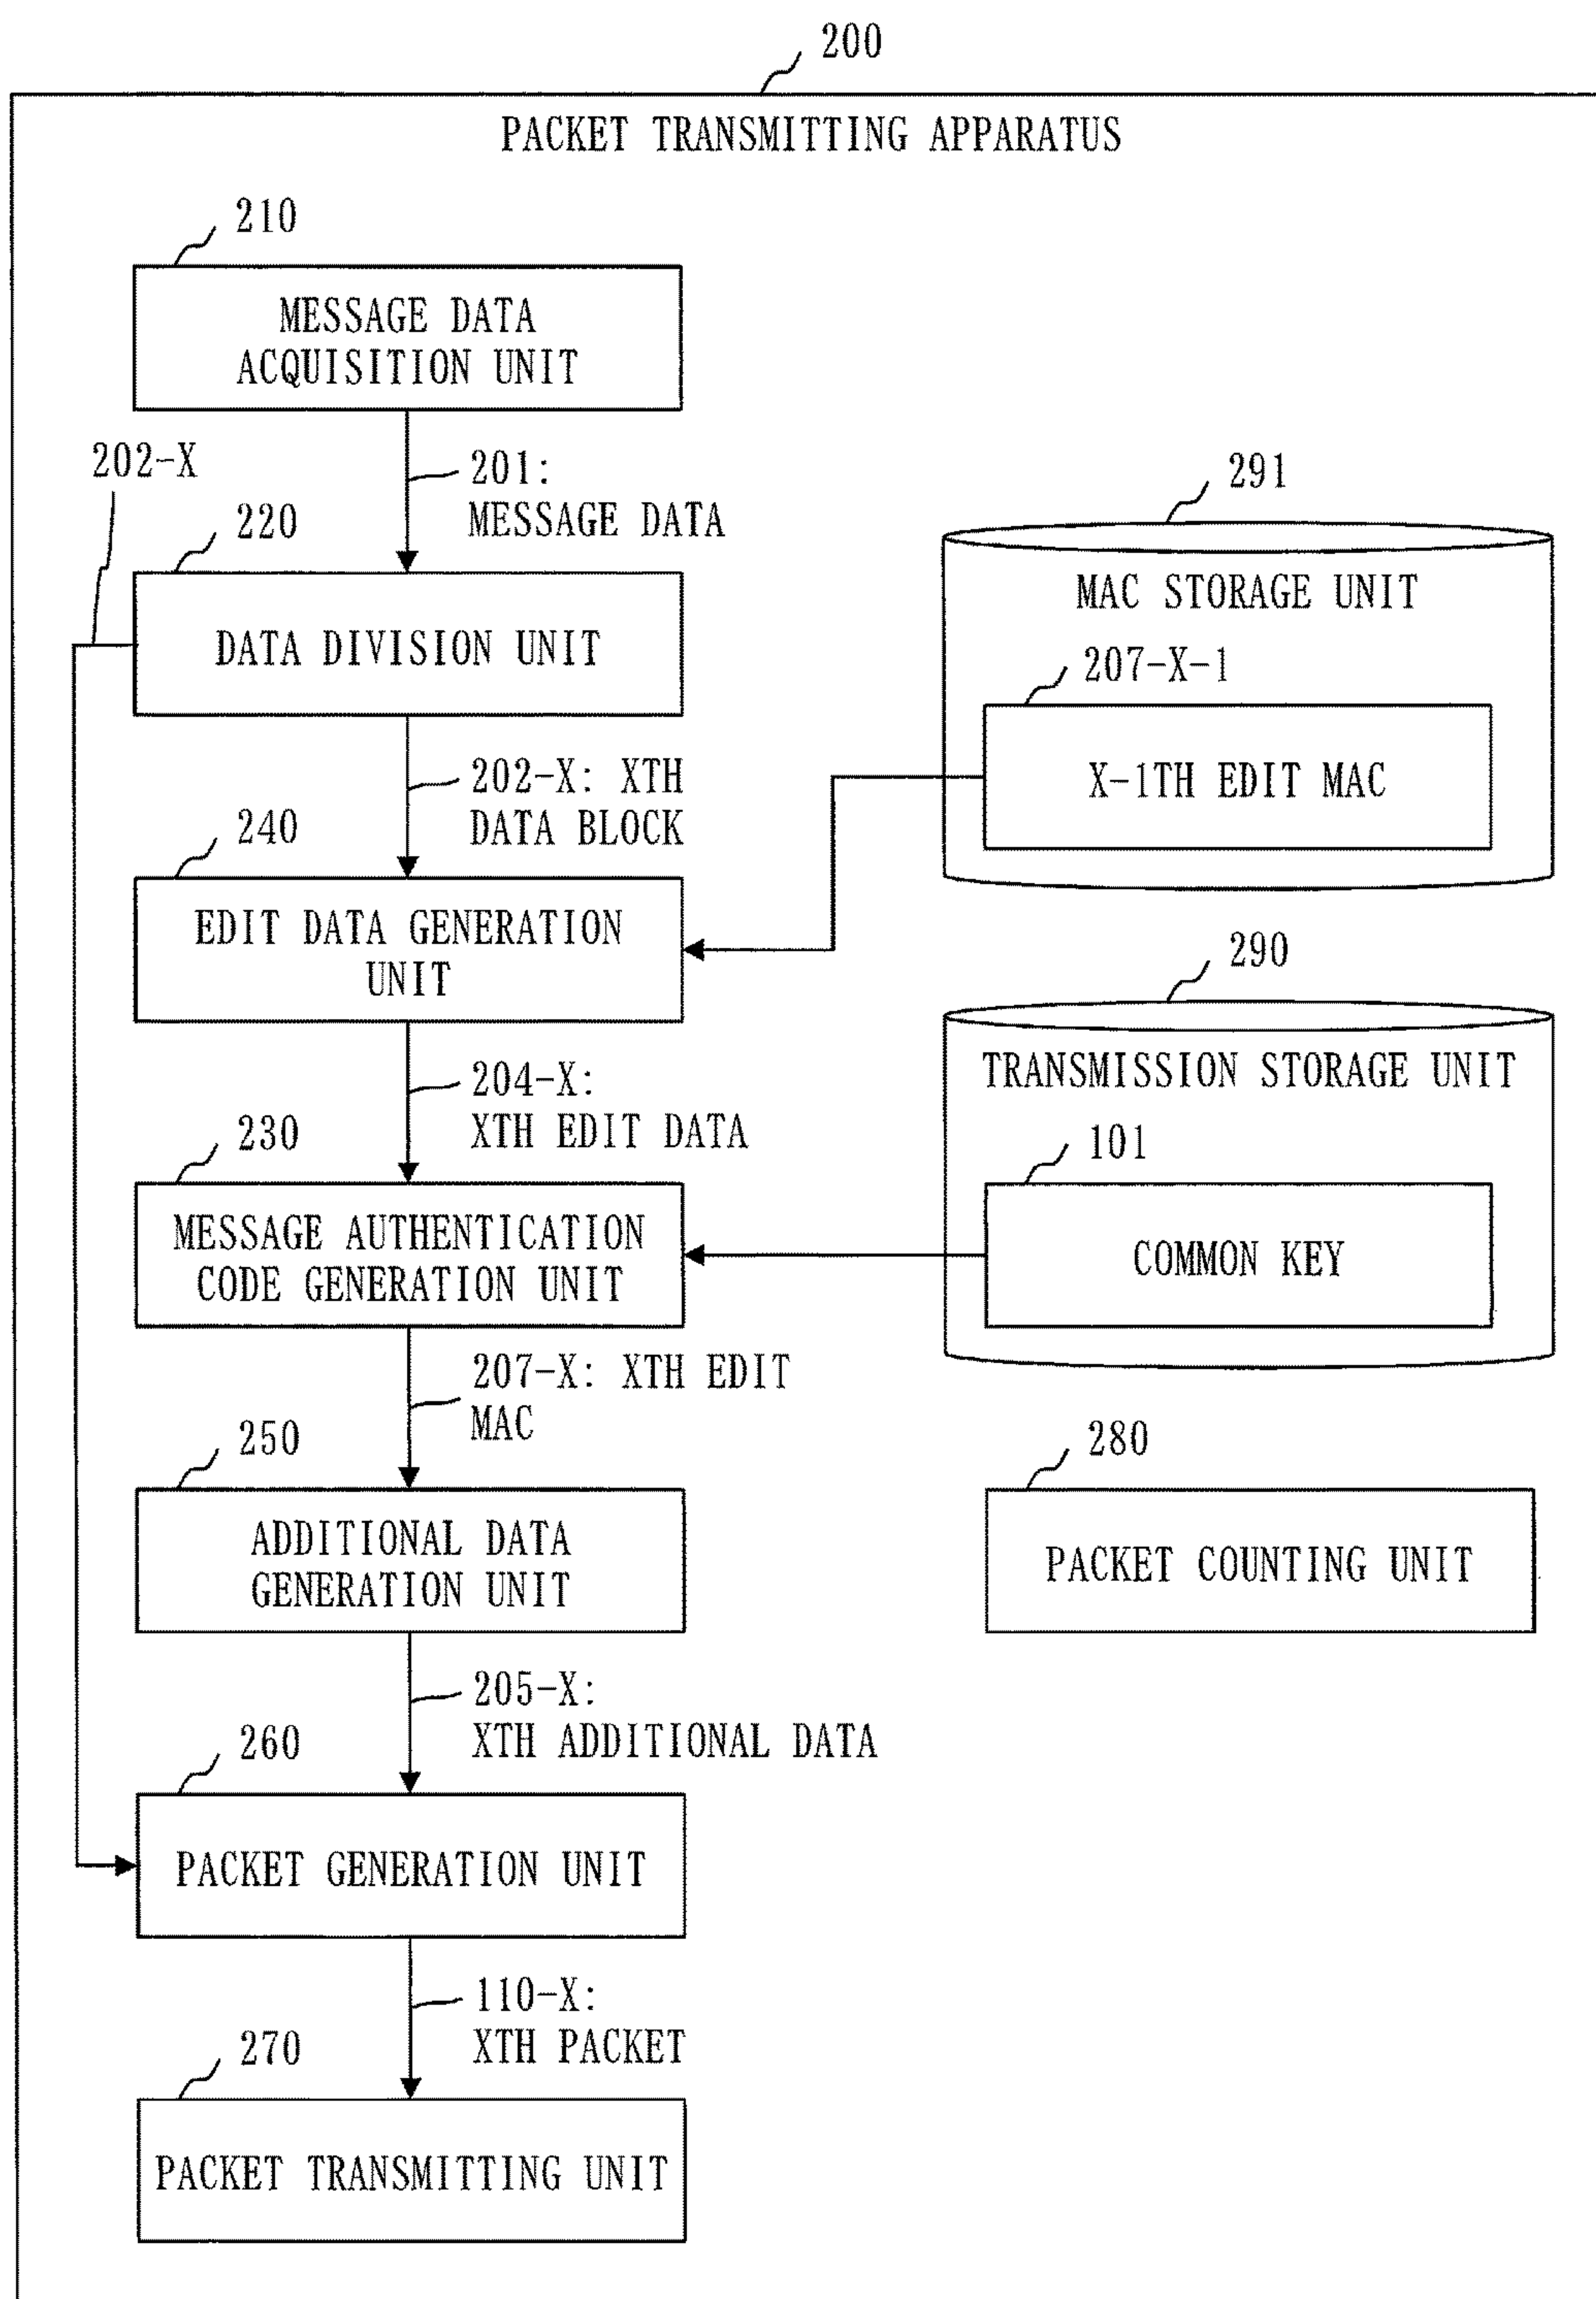 200
PACKET TRANSMITTING APPARATUS
210
MESSAGE DATA
ACQUISITION UNIT
202-X
201:
MESSAGE DATA
220
DATA DIVISION UNIT
291
MAC STORAGE UNIT
207-X-1
X-1TH EDIT MAC
202-X: XTH
DATA BLOCK
240
EDIT DATA GENERATION
UNIT
290
TRANSMISSION STORAGE UNIT
101
COMMON KEY
204-X:
XTH EDIT DATA
230
MESSAGE AUTHENTICATION
CODE GENERATION UNIT
207-X: XTH EDIT
MAC
250
ADDITIONAL DATA
GENERATION UNIT
280
PACKET COUNTING UNIT
205-X:
XTH ADDITIONAL DATA
260
PACKET GENERATION UNIT
110-X:
XTH PACKET
270
PACKET TRANSMITTING UNIT